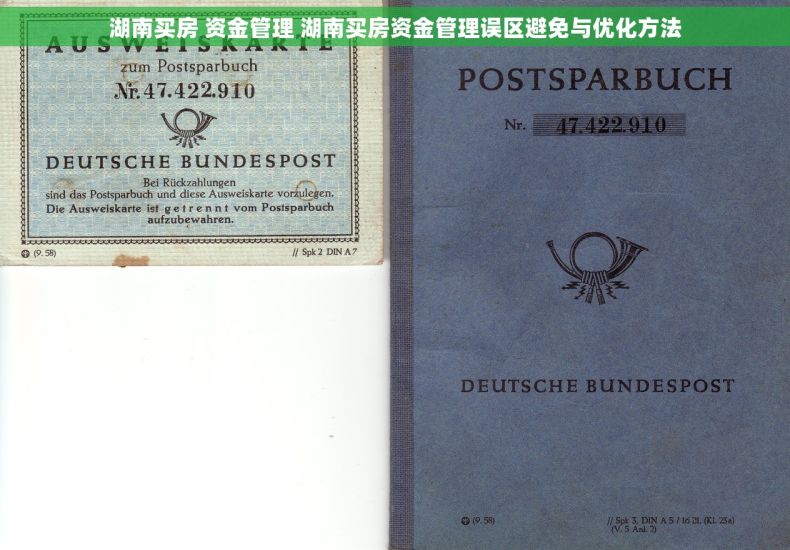 湖南买房 资金管理 湖南买房资金管理误区避免与优化方法
AUSWEISKARTE
zum Postsparbuch
Nr. 47.422.910
DEUTSCHE BUNDESPOST
Bei Rückzahlungen
sind das Postsparbuch und diese Ausweiskarte vorzulegen.
Die Ausweiskarte ist getrennt vom Postsparbuch
aufzubewahren.
(9. 58)
// Spk 2 DIN A 7
POSTSPARBUCH
Nr. 47.422.910
DEUTSCHE BUNDESPOST
(9. 58)
// Spk 3, DIN A 5 / 16 Bl. (Kl. 23a)
(V. 5 Anl. 2)